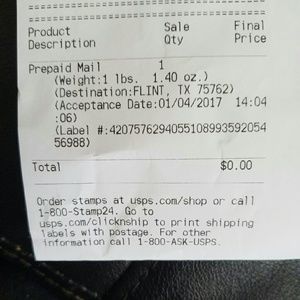 ========================================
========================================
Product Sale Final
Description Qty Price
Prepaid Mail 1
(Weight:1 lbs. 1.40 oz.)
(Destination:FLINT, TX 75762)
(Acceptance Date:01/04/2017 14:04
:06)
(Label #:42075762940551089935920​54
56988)
Total $0.00
Order stamps at usps.com/shop or call
1-800-Stamp24. Go to
usps.com/clicknship to print shipping
labels with postage. For other
information call 1-800-ASK-USPS.